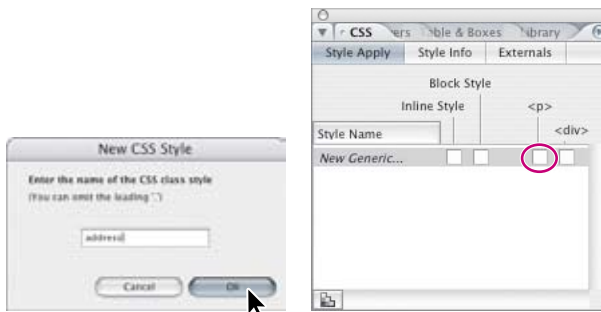 New CSS Style
Enter the name of the CSS class style
(You can omit the leading '.')
address
Cancel
OK
CSS
ble & Boxes
ibrary
Style Apply Style Info Externals
Block Style
Inline Style <p>
Style Name <div>
New Generic...